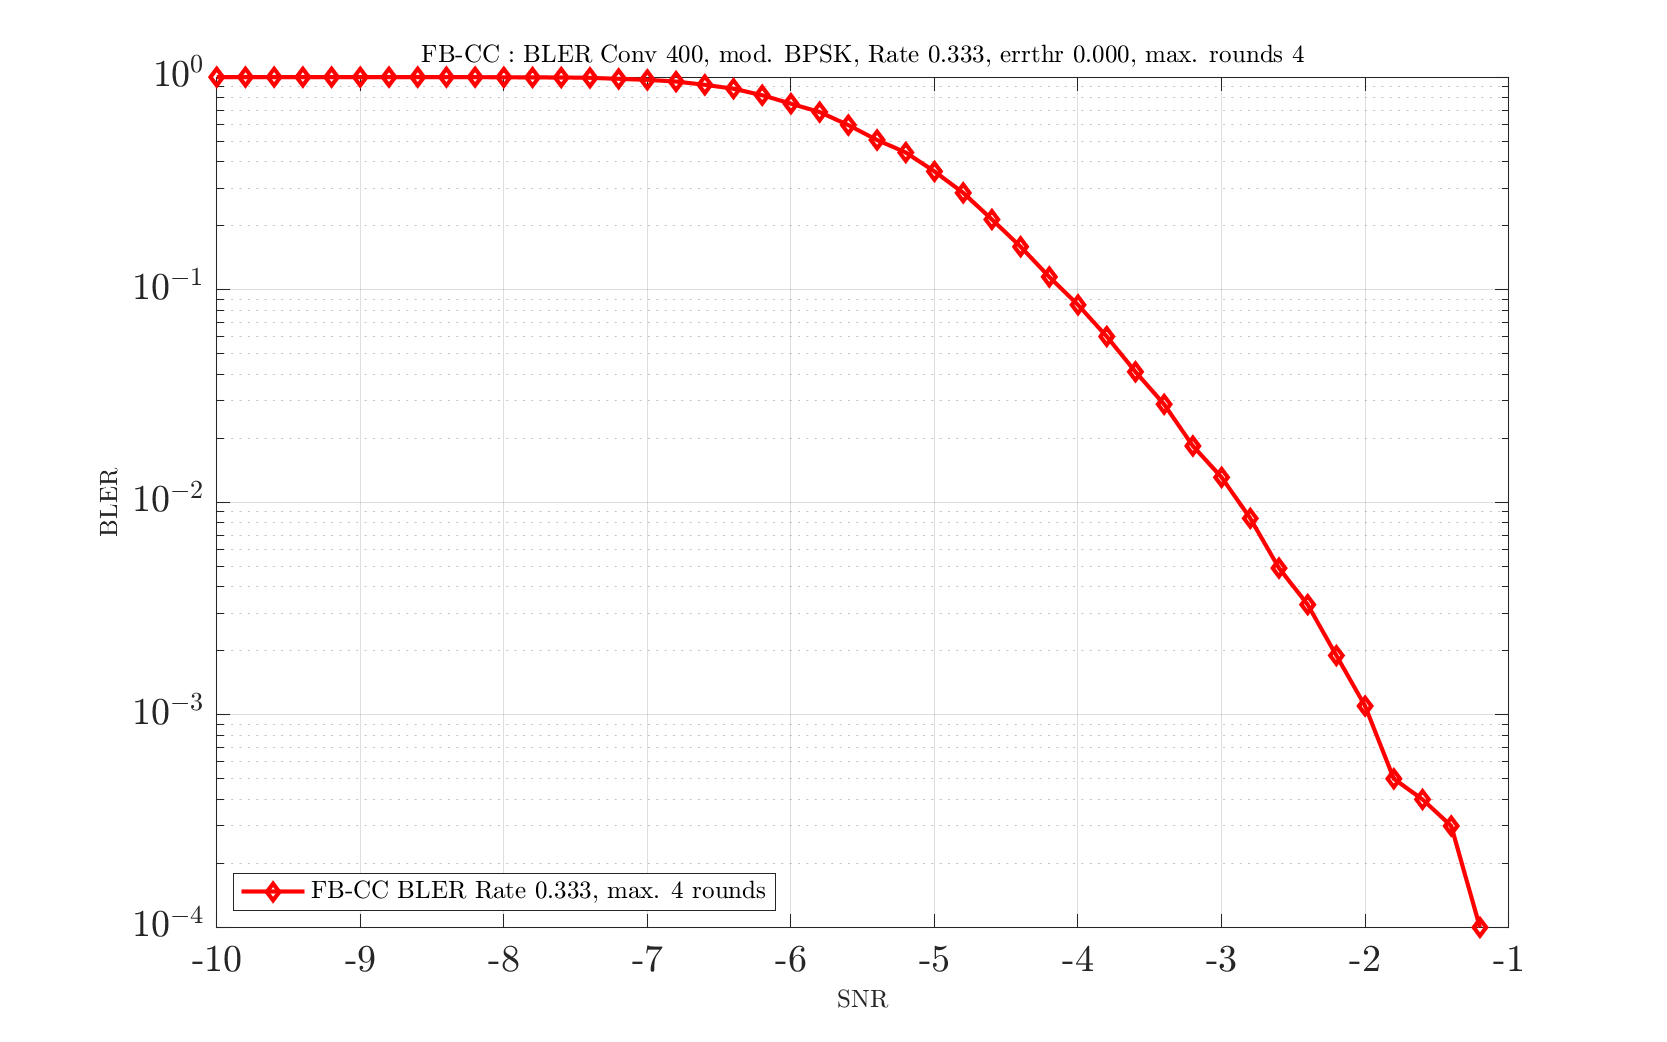 FB-CC : BLER Conv 400, mod. BPSK, Rate 0.333, errthr 0.000, max. rounds 4
10⁰
10⁻¹
10⁻²
10⁻³
10⁻⁴
BLER
FB-CC BLER Rate 0.333, max. 4 rounds
-10 -9 -8 -7 -6 -5 -4 -3 -2 -1
SNR